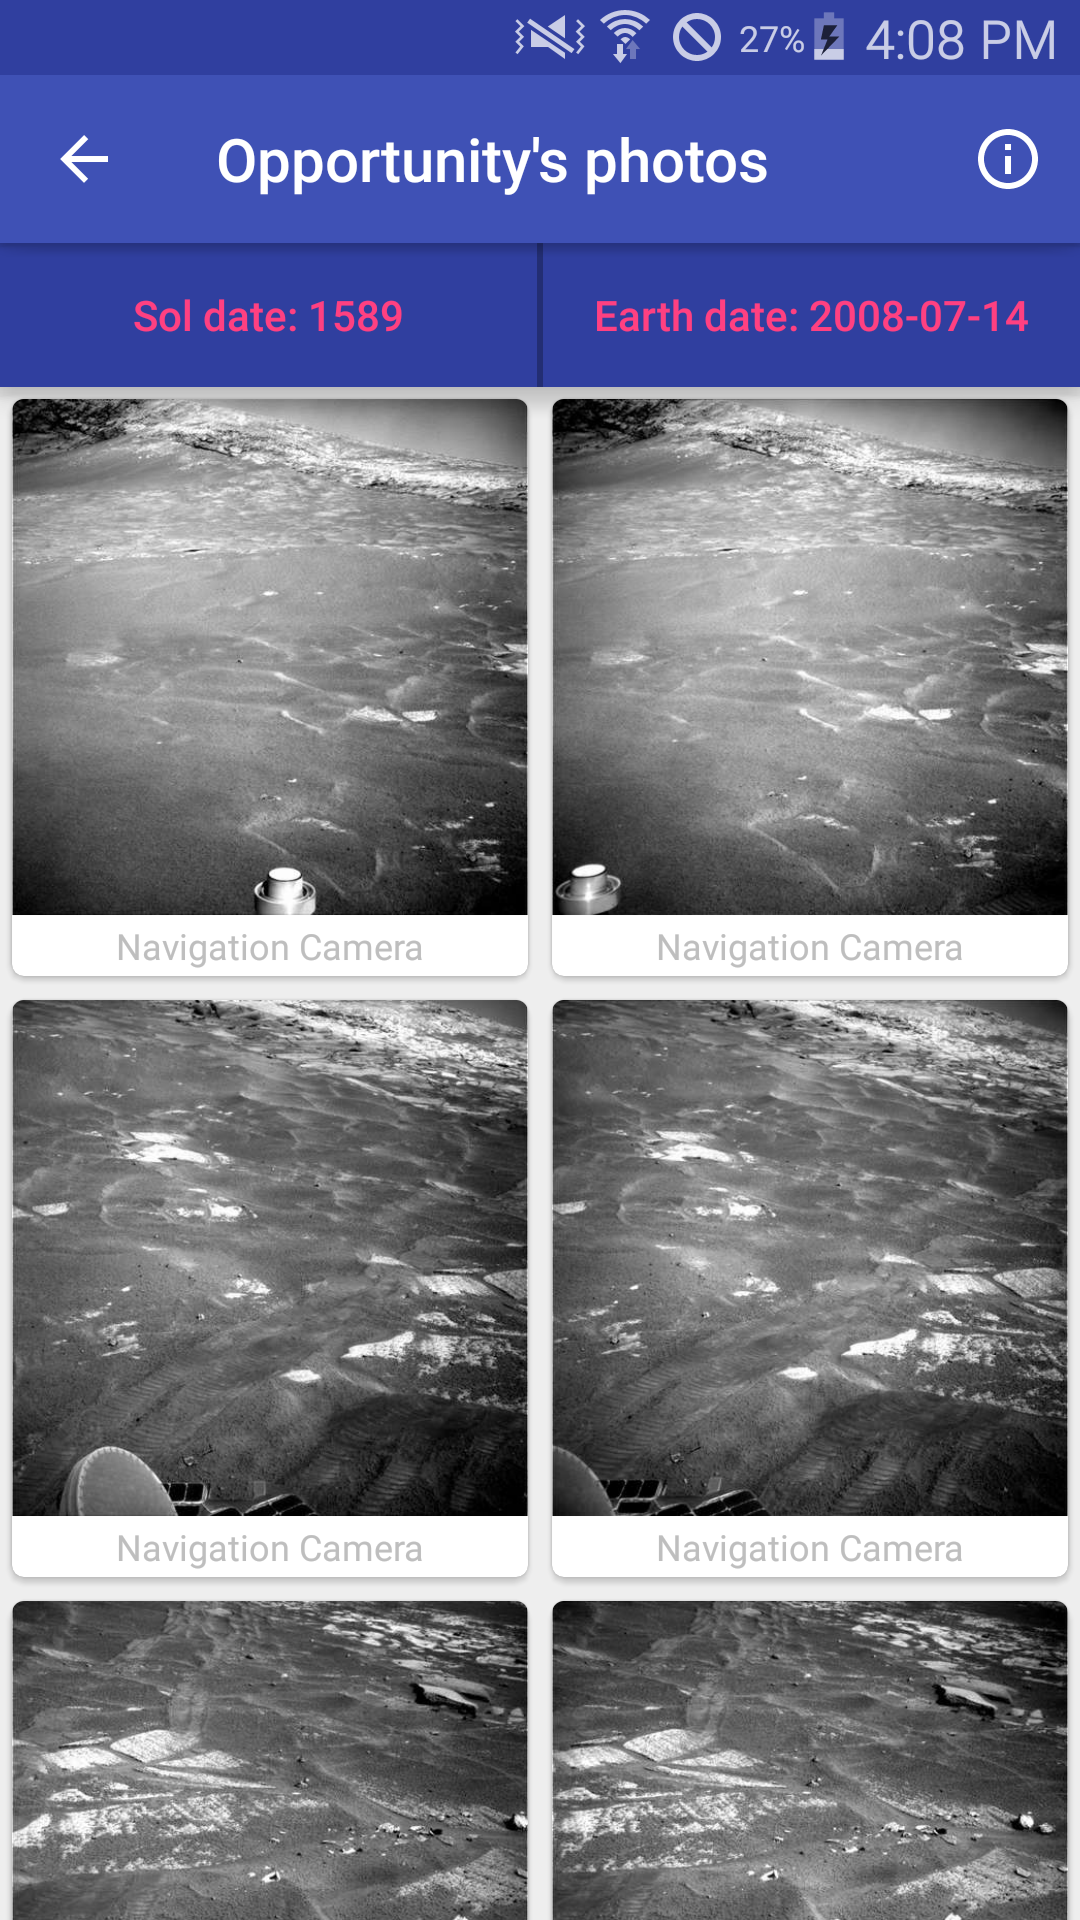 27% 4:08 PM
Opportunity's photos
Sol date: 1589 Earth date: 2008-07-14
Navigation Camera Navigation Camera
Navigation Camera Navigation Camera